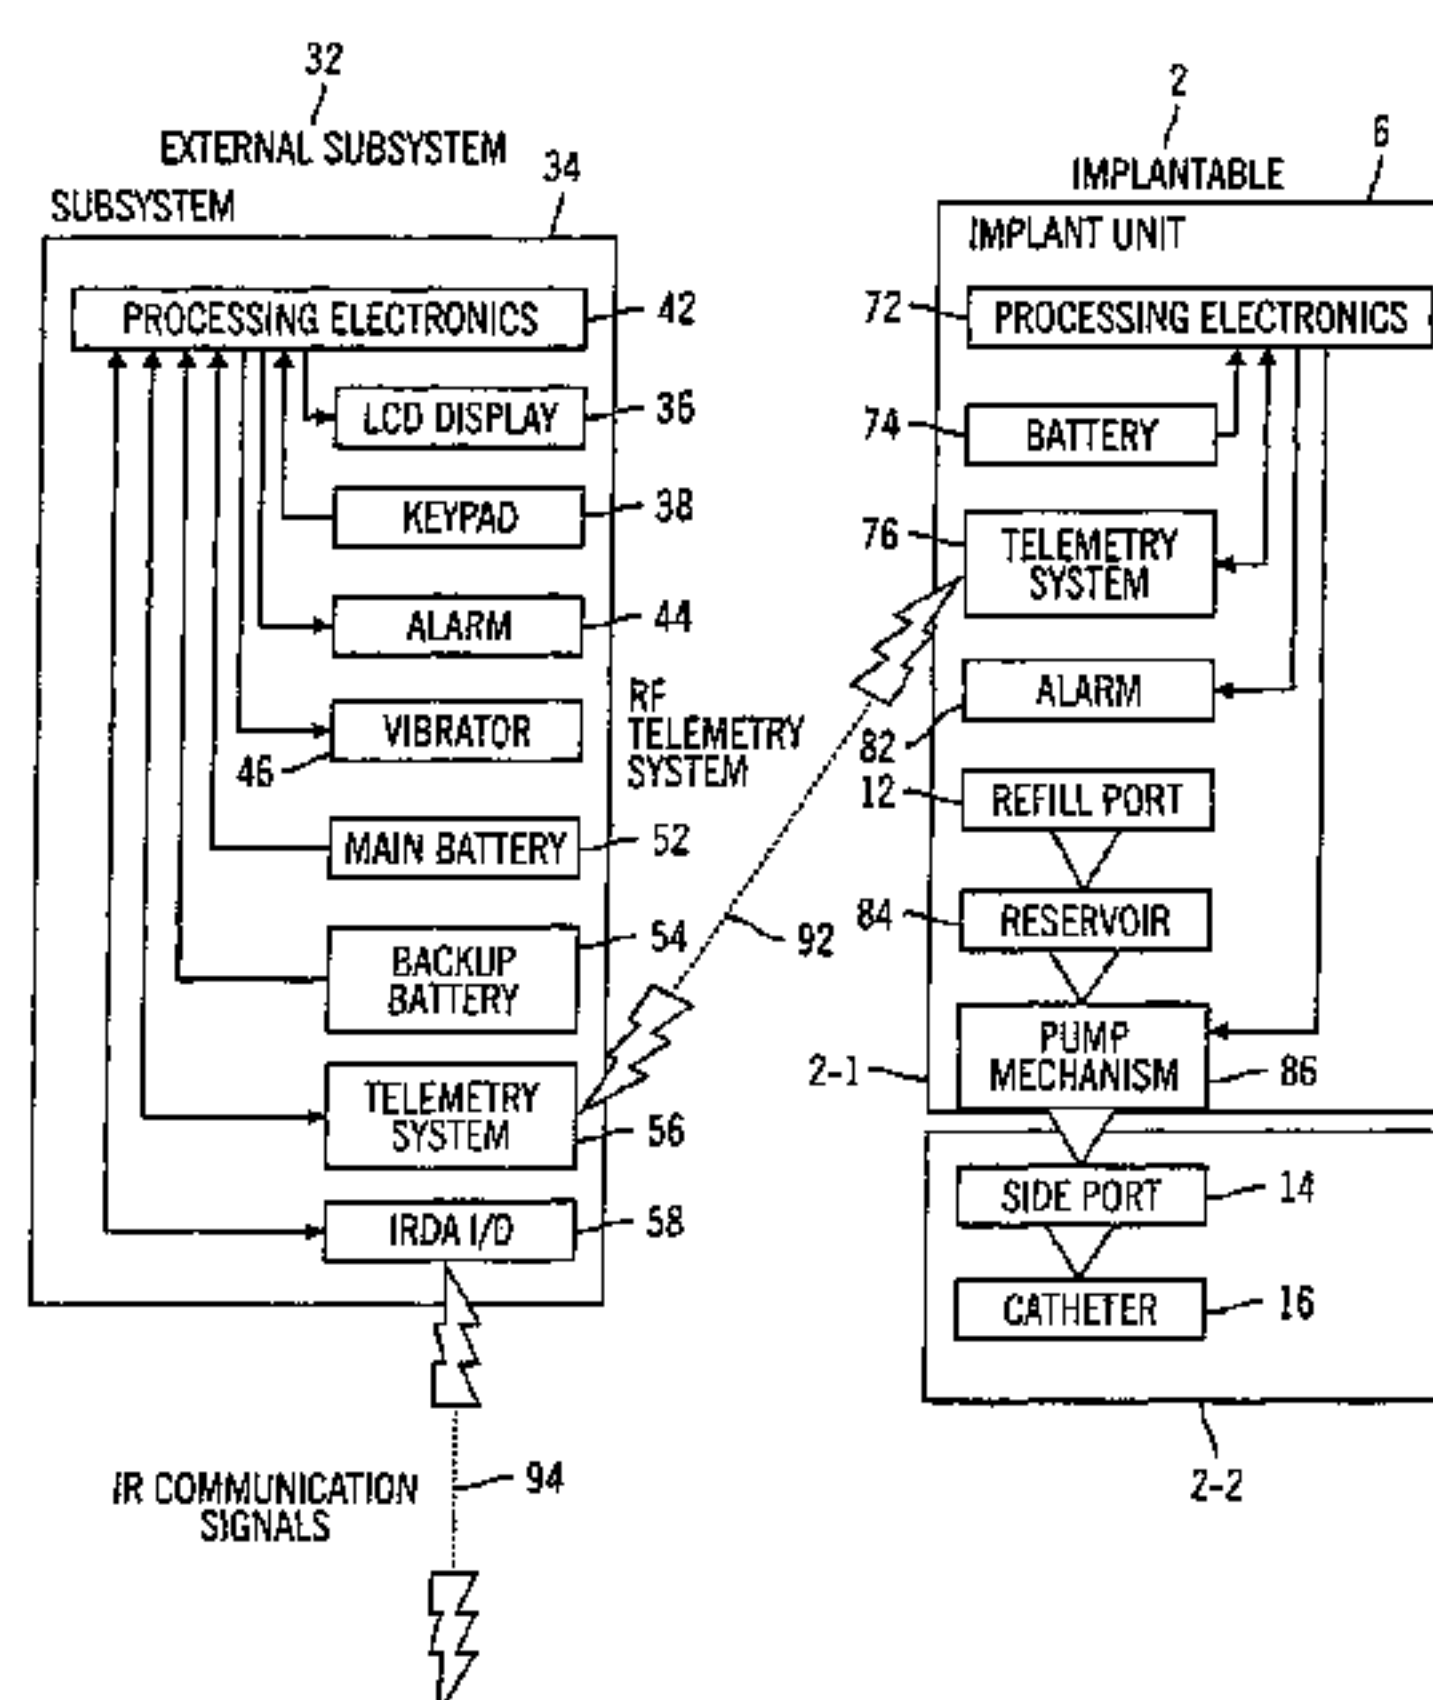 32
EXTERNAL SUBSYSTEM
SUBSYSTEM
34
PROCESSING ELECTRONICS
42
LCD DISPLAY
36
KEYPAD
38
ALARM
44
VIBRATOR
46
MAIN BATTERY
52
BACKUP
BATTERY
54
TELEMETRY
SYSTEM
56
IRDA I/O
58
RF
TELEMETRY
SYSTEM
92
IR COMMUNICATION
SIGNALS
94
2
IMPLANTABLE
6
IMPLANT UNIT
72
PROCESSING ELECTRONICS
74
BATTERY
76
TELEMETRY
SYSTEM
ALARM
82
12
REFILL PORT
84
RESERVOIR
PUMP
MECHANISM
2-1
86
SIDE PORT
14
CATHETER
16
2-2